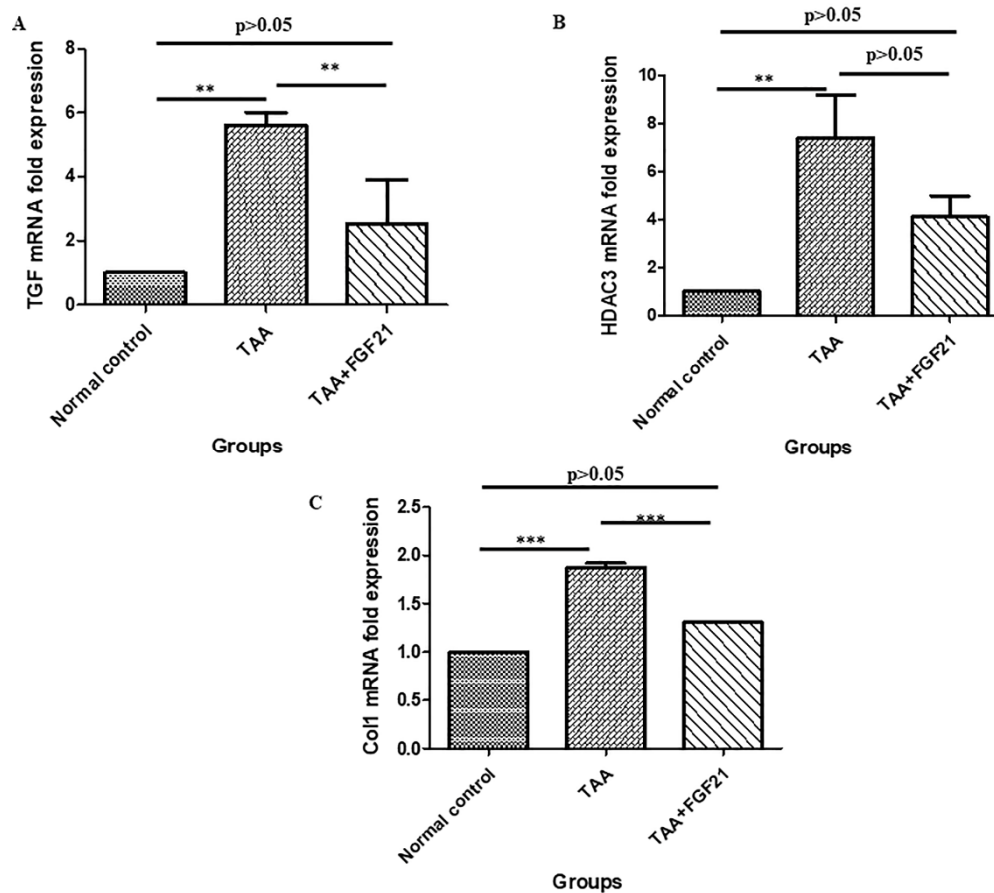 A
p>0.05
**
**
TGF mRNA fold expression
8
6
4
2
0
Normal control
TAA
TAA+FGF21
Groups
B
p>0.05
p>0.05
**
HDAC3 mRNA fold expression
10
8
6
4
2
0
Normal control
TAA
TAA+FGF21
Groups
C
p>0.05
***
***
Col1 mRNA fold expression
2.5
2.0
1.5
1.0
0.5
0.0
Normal control
TAA
TAA+FGF21
Groups